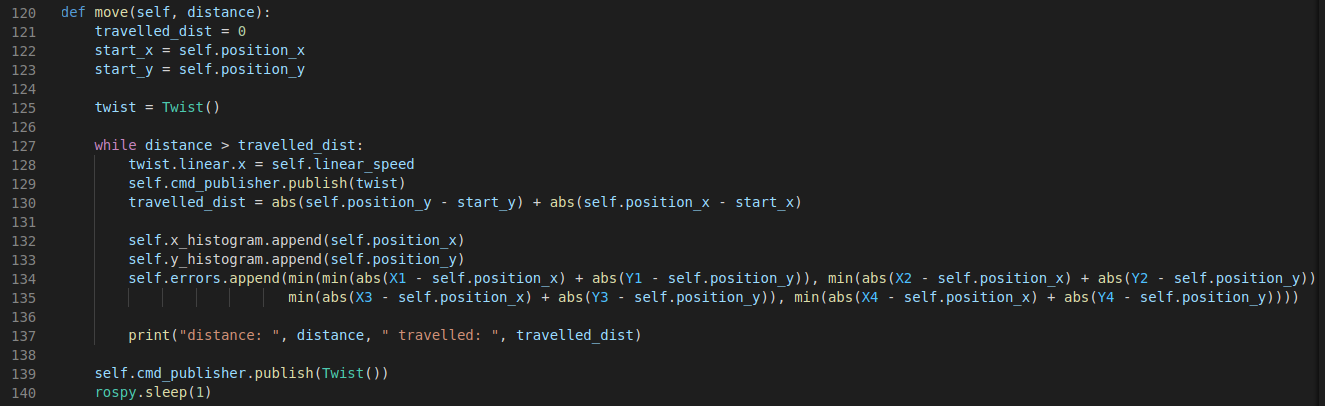 120 def move(self, distance):
121 travelled_dist = 0
122 start_x = self.position_x
123 start_y = self.position_y
124
125 twist = Twist()
126
127 while distance > travelled_dist:
128 twist.linear.x = self.linear_speed
129 self.cmd_publisher.publish(twist)
130 travelled_dist = abs(self.position_y - start_y) + abs(self.position_x - start_x)
131
132 self.x_histogram.append(self.position_x)
133 self.y_histogram.append(self.position_y)
134 self.errors.append(min(min(abs(X1 - self.position_x) + abs(Y1 - self.position_y)), min(abs(X2 - self.position_x) + abs(Y2 - self.position_y))
135 min(abs(X3 - self.position_x) + abs(Y3 - self.position_y)), min(abs(X4 - self.position_x) + abs(Y4 - self.position_y))))
136
137 print("distance: ", distance, " travelled: ", travelled_dist)
138
139 self.cmd_publisher.publish(Twist())
140 rospy.sleep(1)